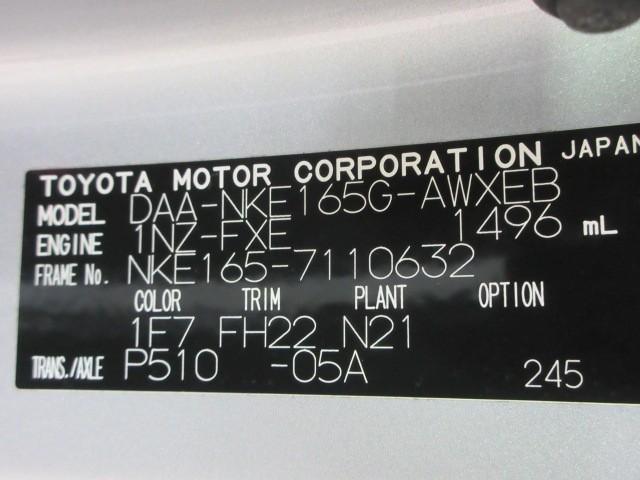 TOYOTA MOTOR CORPORATION JAPAN
MODEL DAA-NKE165G-AWXEB
ENGINE 1NZ-FXE 1496 mL
FRAME No. NKE165-7110632
COLOR TRIM PLANT OPTION
1F7 FH22 N21
TRANS./AXLE P510 -05A 245